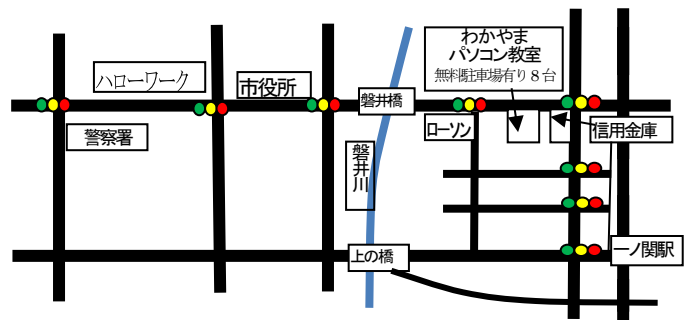 わかやま
パソコン教室
無料駐車場有り８台
ハローワーク
市役所
磐井橋
ローソン
信用金庫
警察署
磐井川
上の橋
一ノ関駅